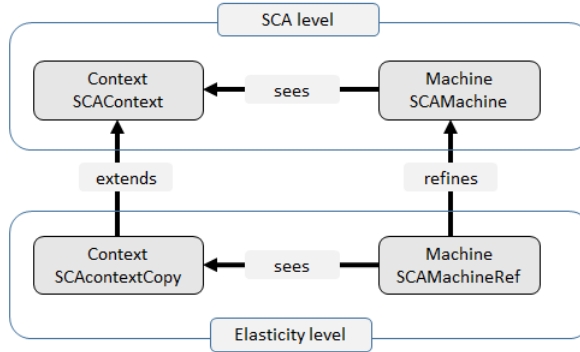 SCA level
Context
SCAContext
sees
Machine
SCAMachine
extends
refines
Context
SCAcontextCopy
sees
Machine
SCAMachineRef
Elasticity level